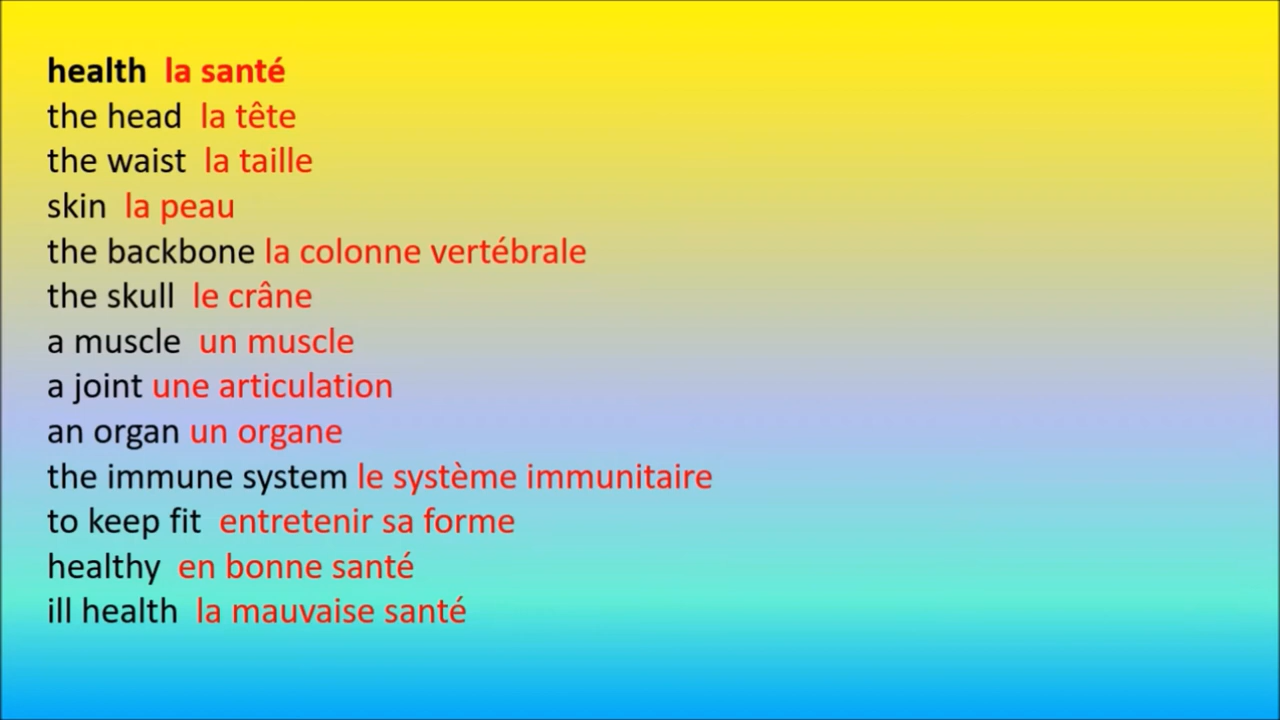 health la santé
the head la tête
the waist la taille
skin la peau
the backbone la colonne vertébrale
the skull le crâne
a muscle un muscle
a joint une articulation
an organ un organe
the immune system le système immunitaire
to keep fit entretenir sa forme
healthy en bonne santé
ill health la mauvaise santé